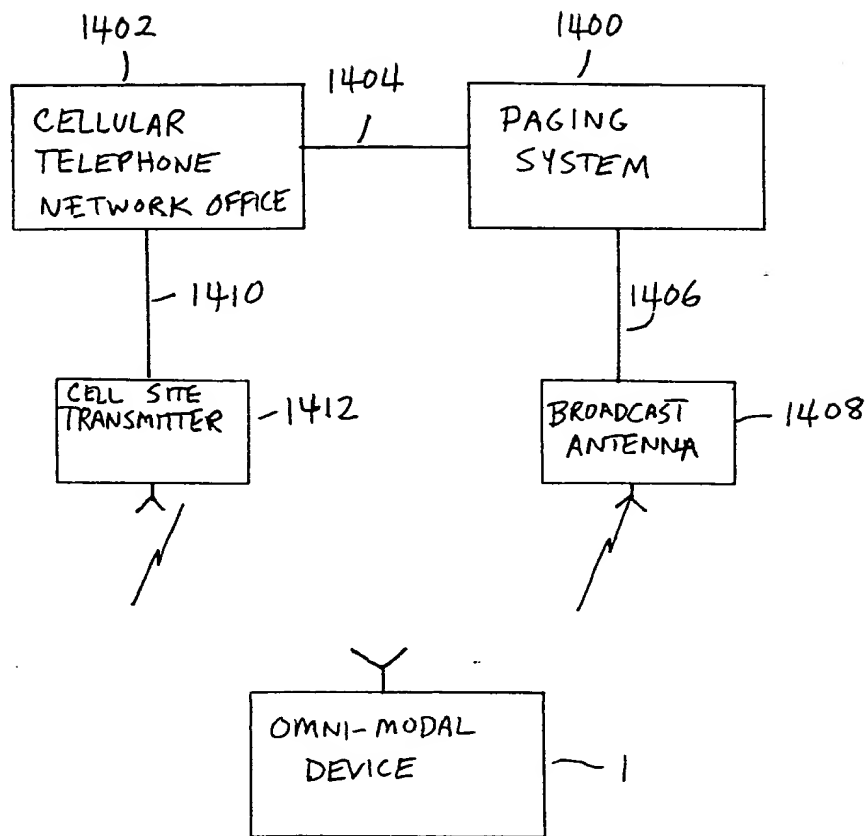 1402
1400
1404
CELLULAR
TELEPHONE
NETWORK OFFICE
PAGING
SYSTEM
1410
1406
CELL SITE
TRANSMITTER
1412
BROADCAST
ANTENNA
1408
OMNI-MODAL
DEVICE
1